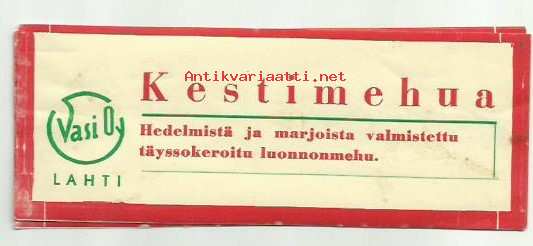 Antikvariaatti.net
Kestimehua
Vasi Oy
Hedelmistä ja marjoista valmistettu
täyssokeroitu luonnonmehu.
LAHTI